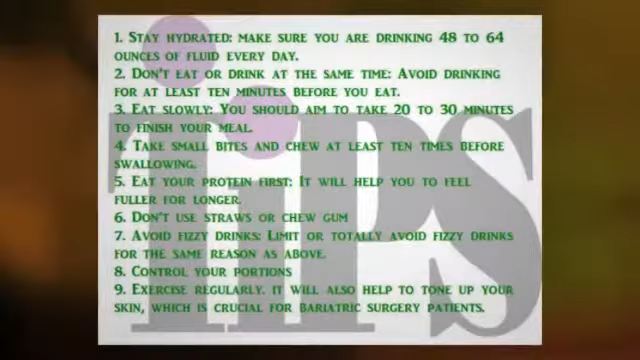 1. Stay hydrated: make sure you are drinking 48 to 64
ounces of fluid every day.
2. Don't eat or drink at the same time: Avoid drinking
for at least ten minutes before you eat.
3. Eat slowly: You should aim to take 20 to 30 minutes
to finish your meal.
4. Take small bites and chew at least ten times before
swallowing.
5. Eat your protein first: It will help you to feel
fuller for longer.
6. Don't use straws or chew gum
7. Avoid fizzy drinks: Limit or totally avoid fizzy drinks
for the same reason as above.
8. Control your portions
9. Exercise regularly. it will also help to tone up your
skin, which is crucial for bariatric surgery patients.
TiPS